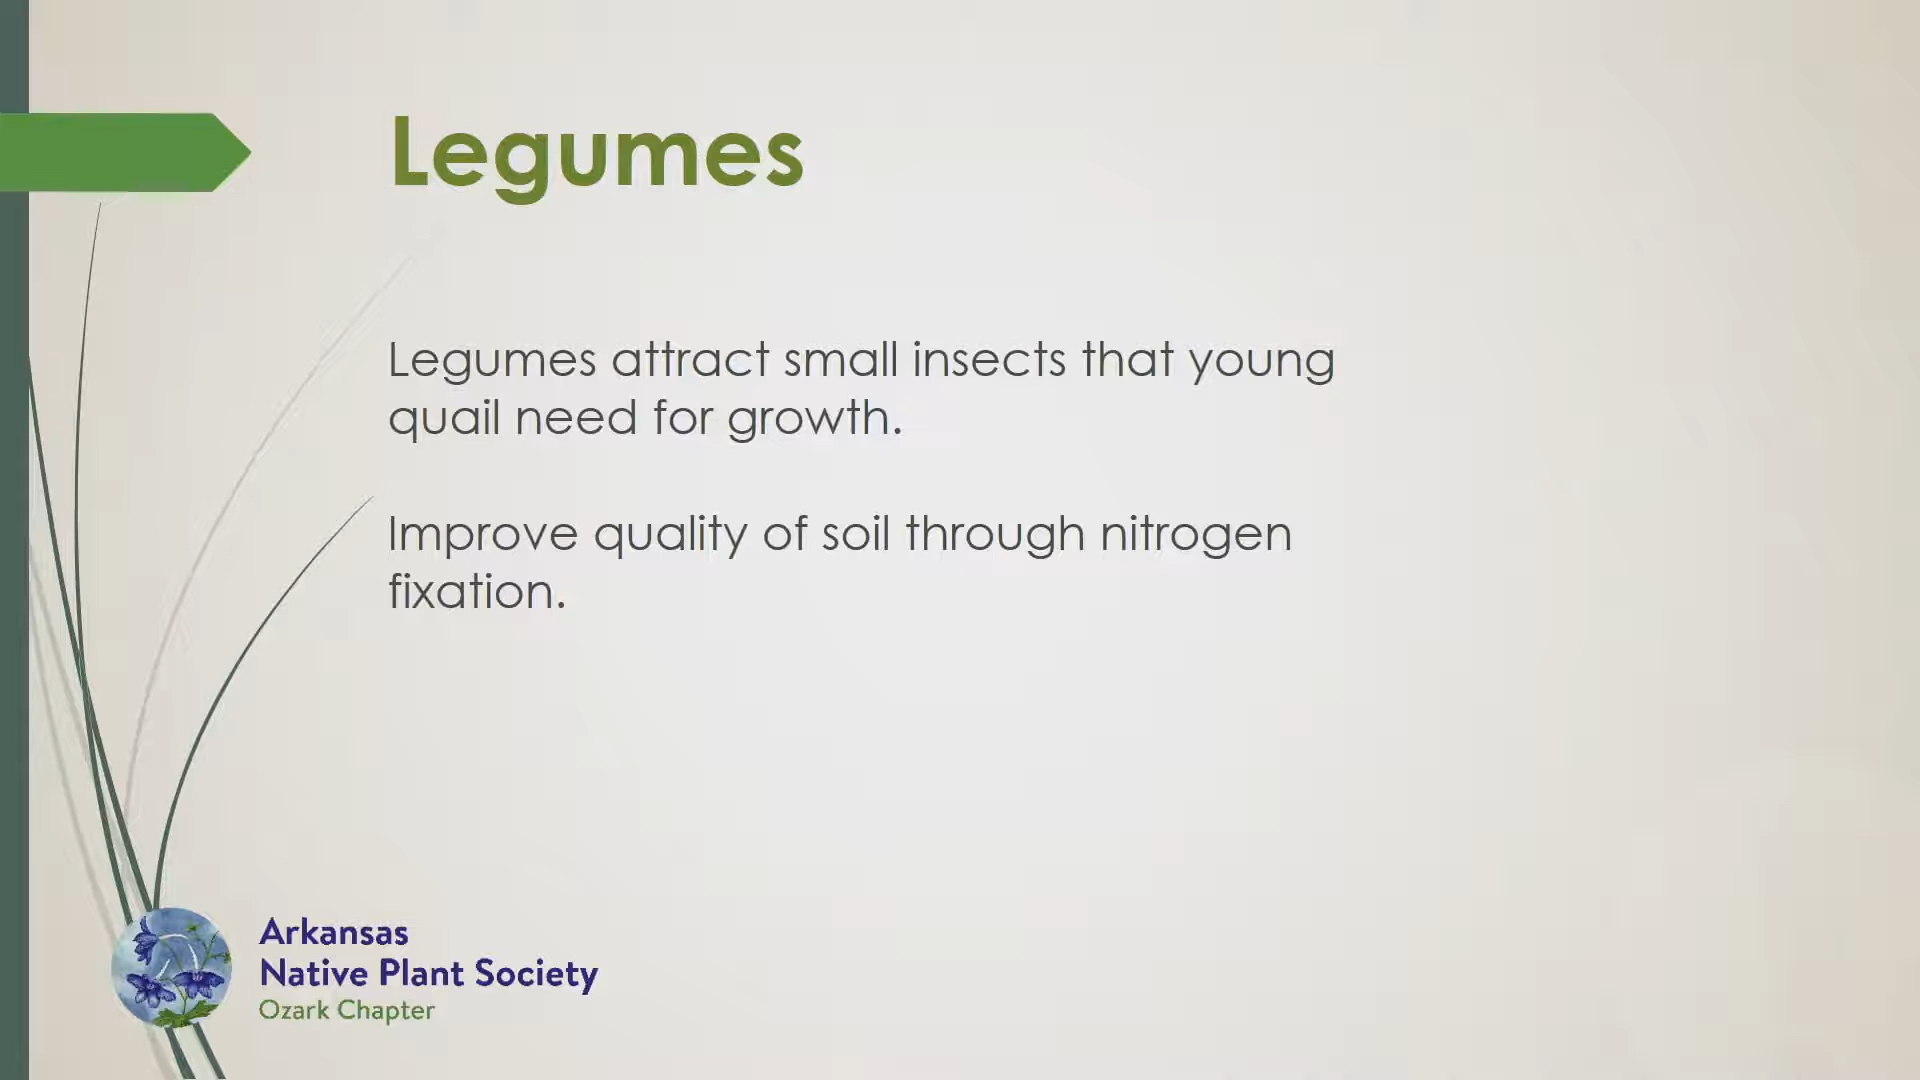 Legumes
Legumes attract small insects that young
quail need for growth.
Improve quality of soil through nitrogen
fixation.
Arkansas
Native Plant Society
Ozark Chapter